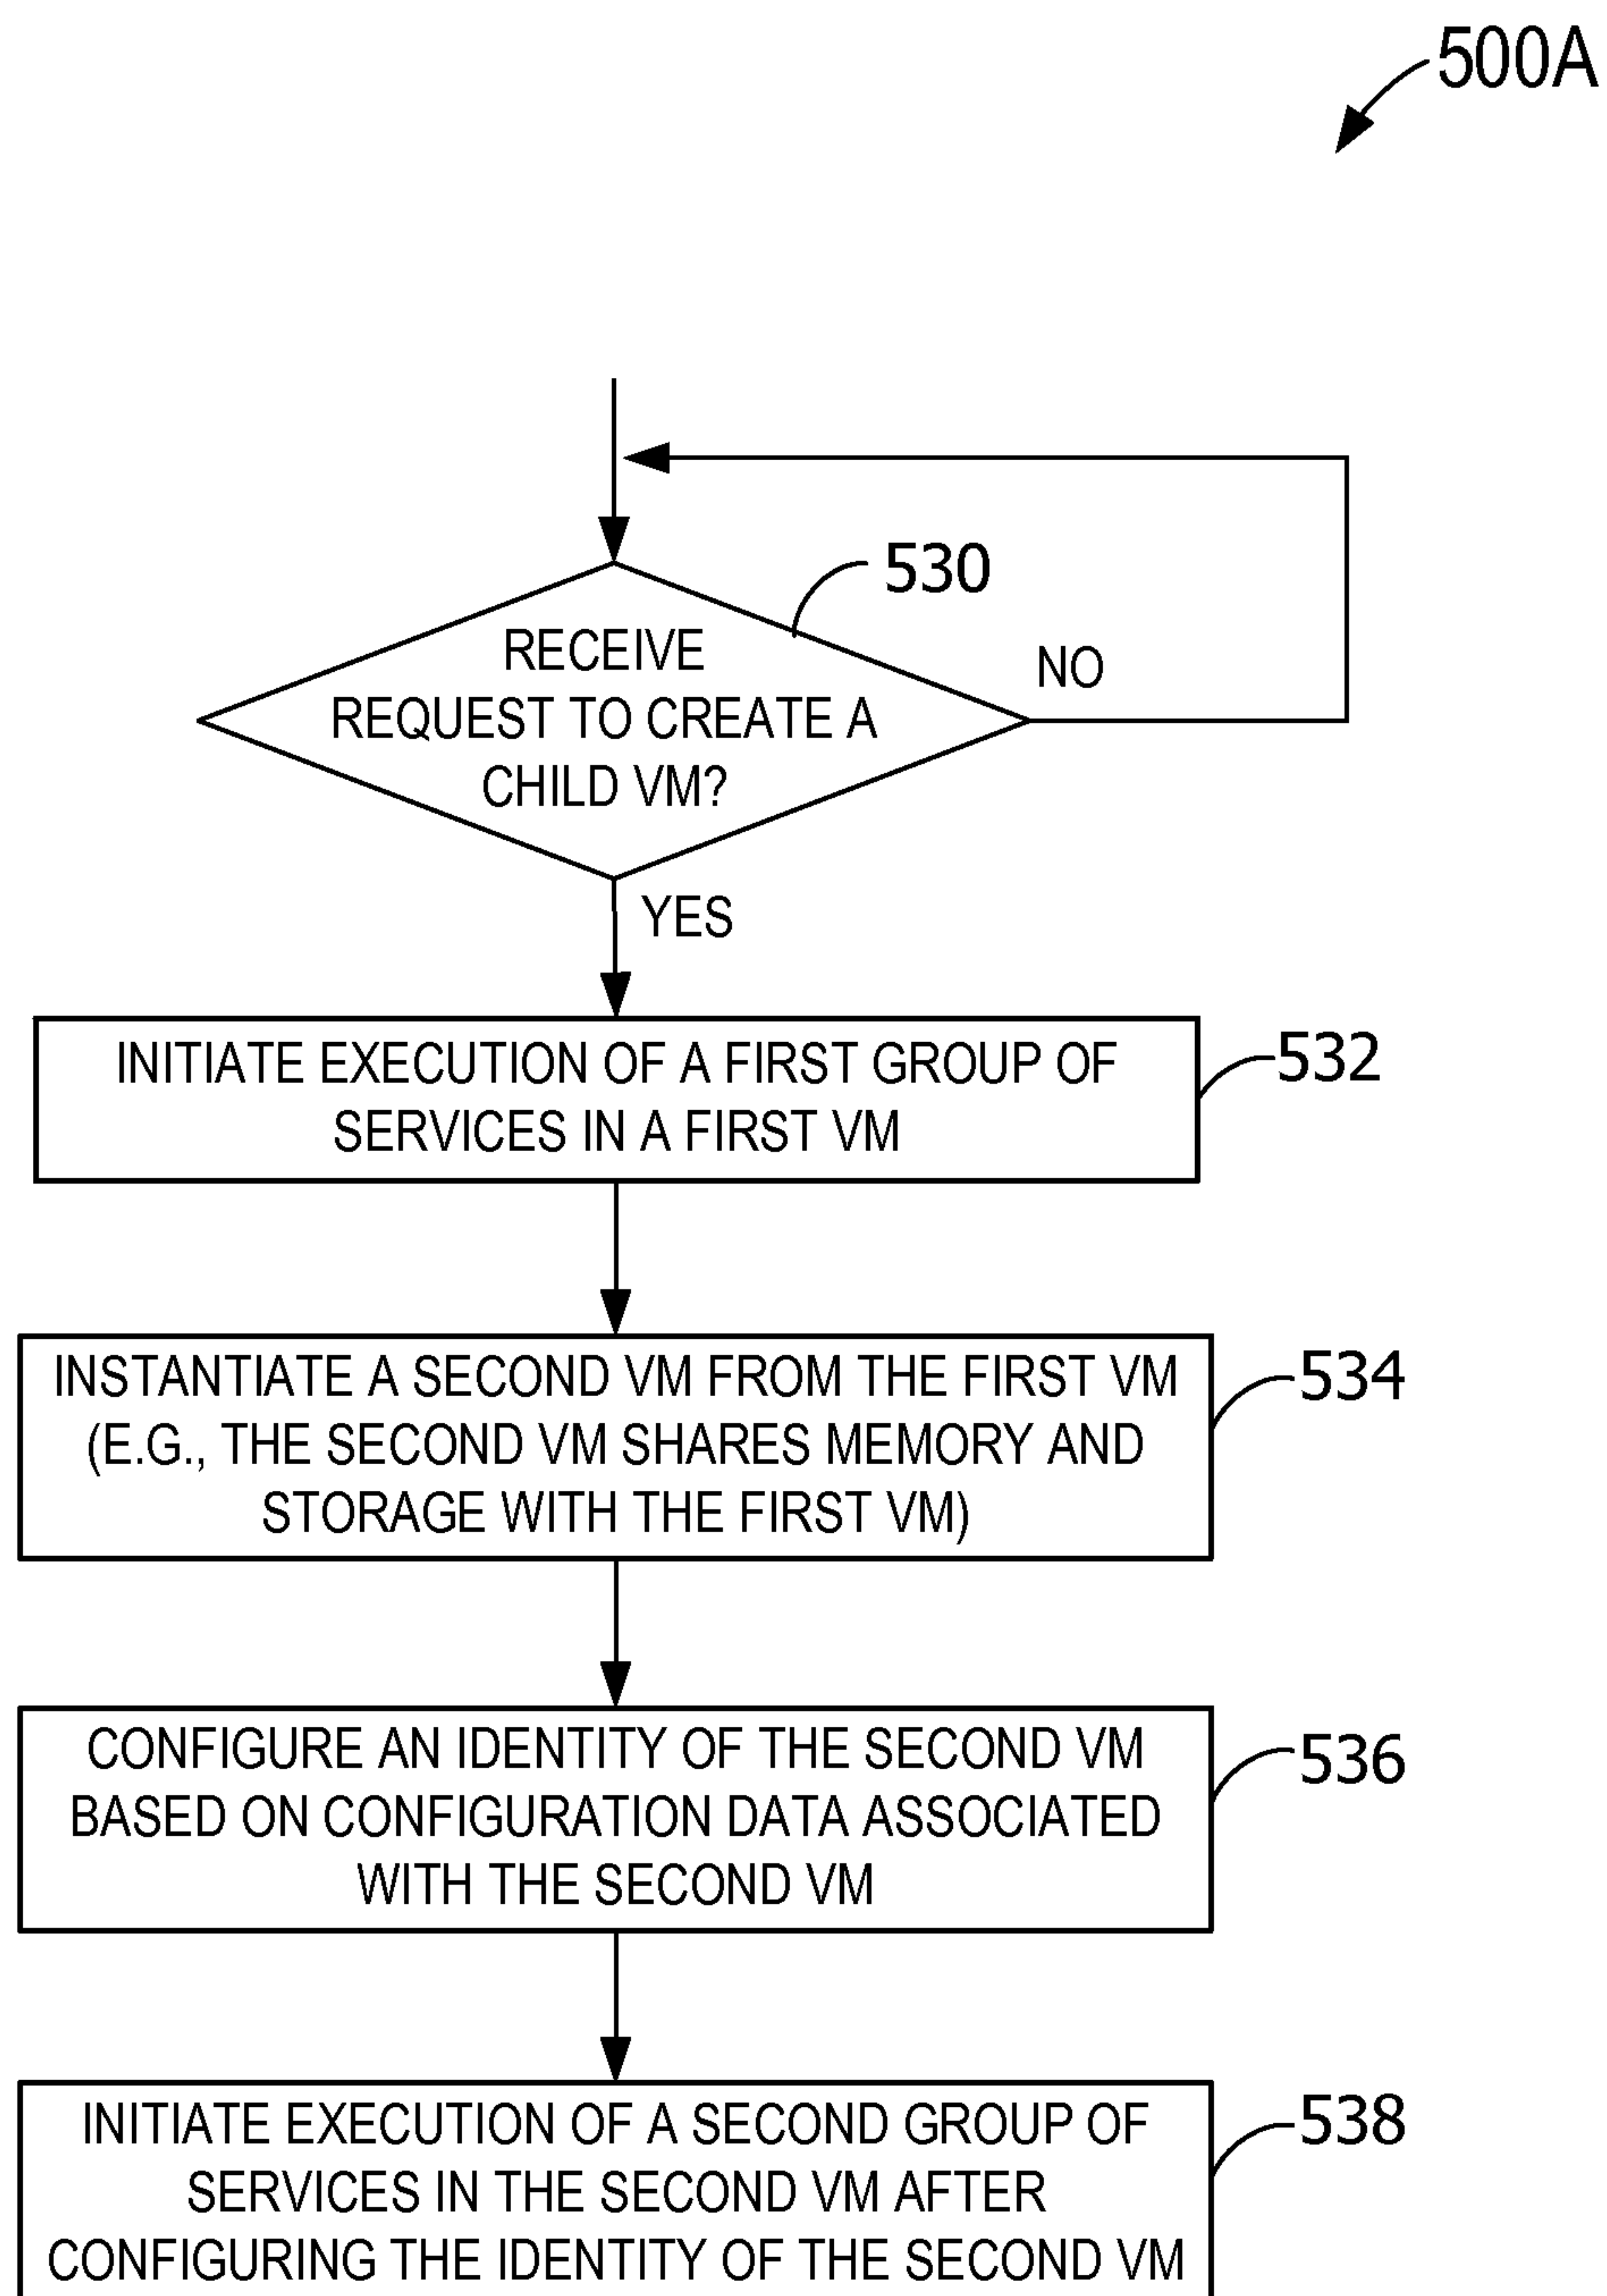 500A
530
RECEIVE
REQUEST TO CREATE A
CHILD VM?
NO
YES
INITIATE EXECUTION OF A FIRST GROUP OF
SERVICES IN A FIRST VM
532
INSTANTIATE A SECOND VM FROM THE FIRST VM
(E.G., THE SECOND VM SHARES MEMORY AND
STORAGE WITH THE FIRST VM)
534
CONFIGURE AN IDENTITY OF THE SECOND VM
BASED ON CONFIGURATION DATA ASSOCIATED
WITH THE SECOND VM
536
INITIATE EXECUTION OF A SECOND GROUP OF
SERVICES IN THE SECOND VM AFTER
CONFIGURING THE IDENTITY OF THE SECOND VM
538